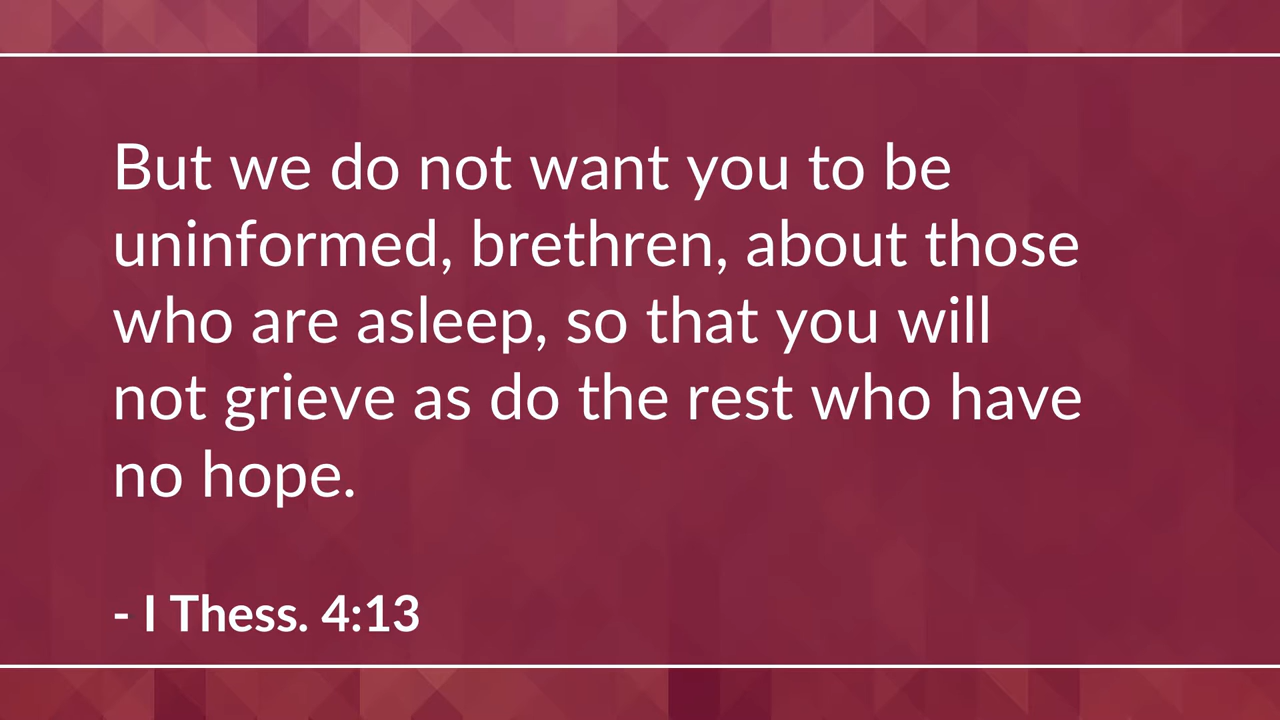 But we do not want you to be
uninformed, brethren, about those
who are asleep, so that you will
not grieve as do the rest who have
no hope.
- I Thess. 4:13